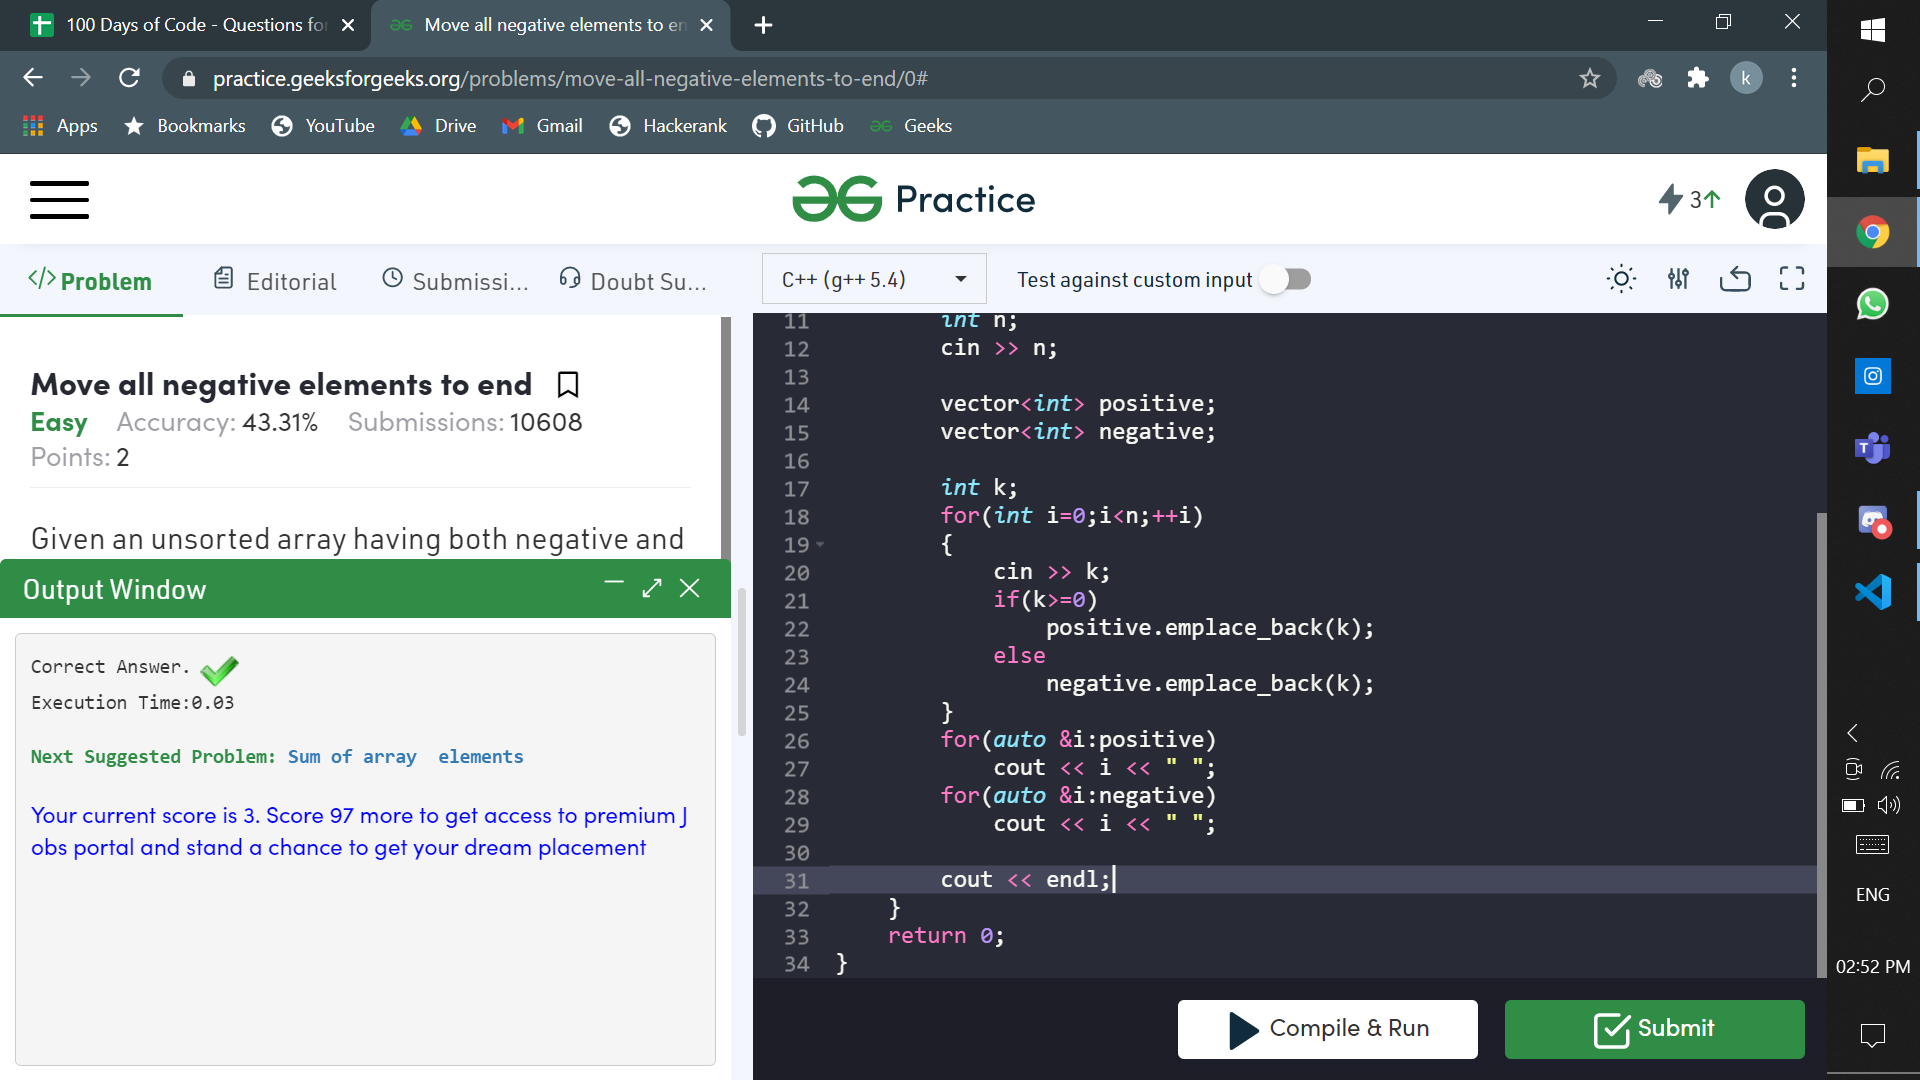 100 Days of Code - Questions for
Move all negative elements to en
practice.geeksforgeeks.org/problems/move-all-negative-elements-to-end/0#
k
Apps
Bookmarks
YouTube
Drive
Gmail
Hackerank
GitHub
Geeks
Practice
3↑
</> Problem
Editorial
Submissi...
Doubt Su...
C++ (g++ 5.4)
Test against custom input
Move all negative elements to end
Easy Accuracy: 43.31% Submissions: 10608
Points: 2
Given an unsorted array having both negative and
Output Window
Correct Answer.
Execution Time:0.03
Next Suggested Problem: Sum of array  elements
Your current score is 3. Score 97 more to get access to premium J
obs portal and stand a chance to get your dream placement
11 int n;
12 cin >> n;
13
14 vector<int> positive;
15 vector<int> negative;
16
17 int k;
18 for(int i=0;i<n;++i)
19 {
20 cin >> k;
21 if(k>=0)
22 positive.emplace_back(k);
23 else
24 negative.emplace_back(k);
25 }
26 for(auto &i:positive)
27 cout << i << " ";
28 for(auto &i:negative)
29 cout << i << " ";
30
31 cout << endl;
32 }
33 return 0;
34 }
Compile & Run
Submit
ENG
02:52 PM